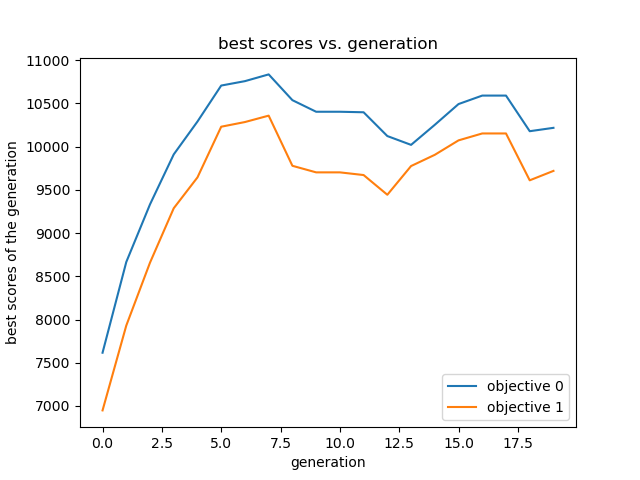 best scores vs. generation
best scores of the generation
11000
10500
10000
9500
9000
8500
8000
7500
7000
objective 0
objective 1
0.0 2.5 5.0 7.5 10.0 12.5 15.0 17.5
generation